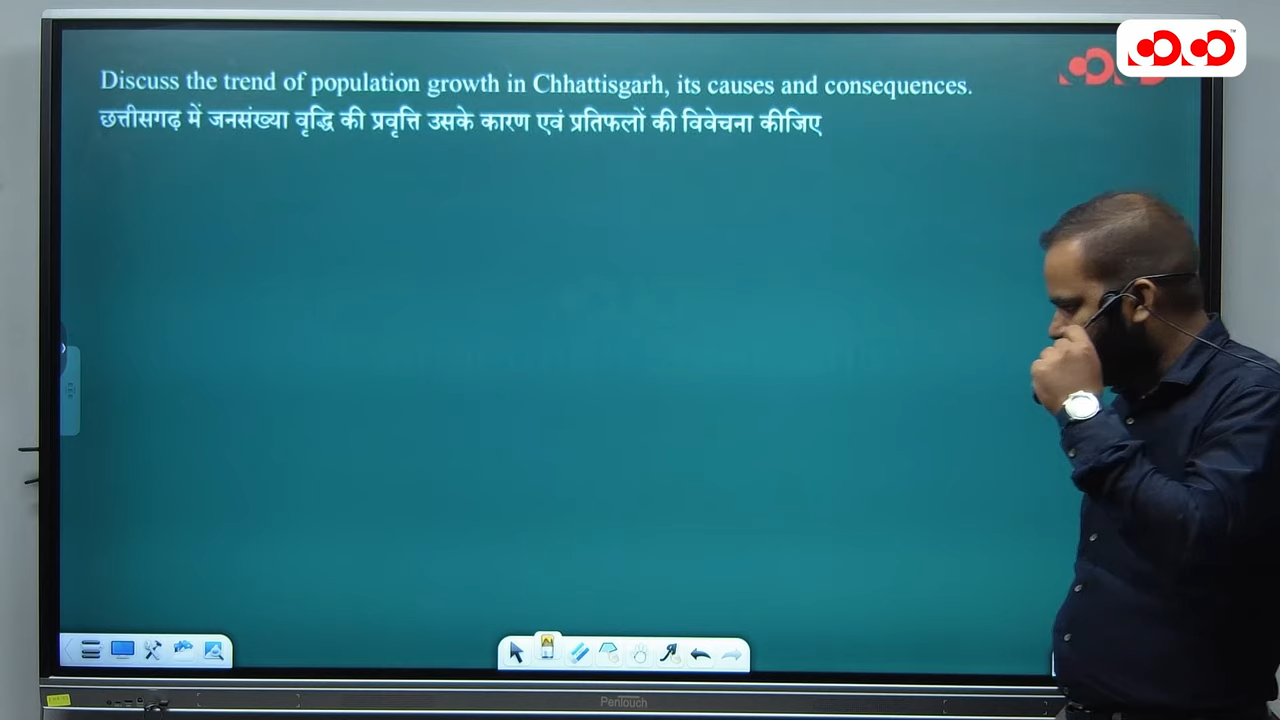 Discuss the trend of population growth in Chhattisgarh, its causes and consequences.
छत्तीसगढ़ में जनसंख्या वृद्धि की प्रवृत्ति उसके कारण एवं प्रतिफलों की विवेचना कीजिए
Pentouch